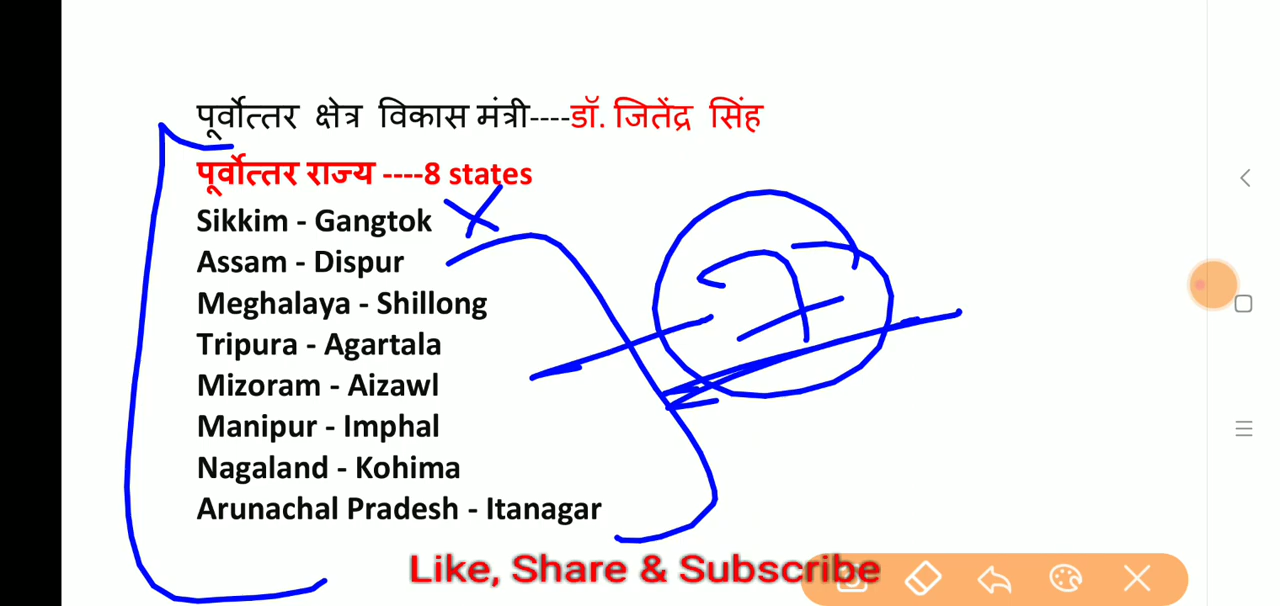 पूर्वोत्तर क्षेत्र विकास मंत्री----डॉ. जितेंद्र सिंह
पूर्वोत्तर राज्य ----8 states
Sikkim - Gangtok
Assam - Dispur
Meghalaya - Shillong
Tripura - Agartala
Mizoram - Aizawl
Manipur - Imphal
Nagaland - Kohima
Arunachal Pradesh - Itanagar
Like, Share & Subscribe